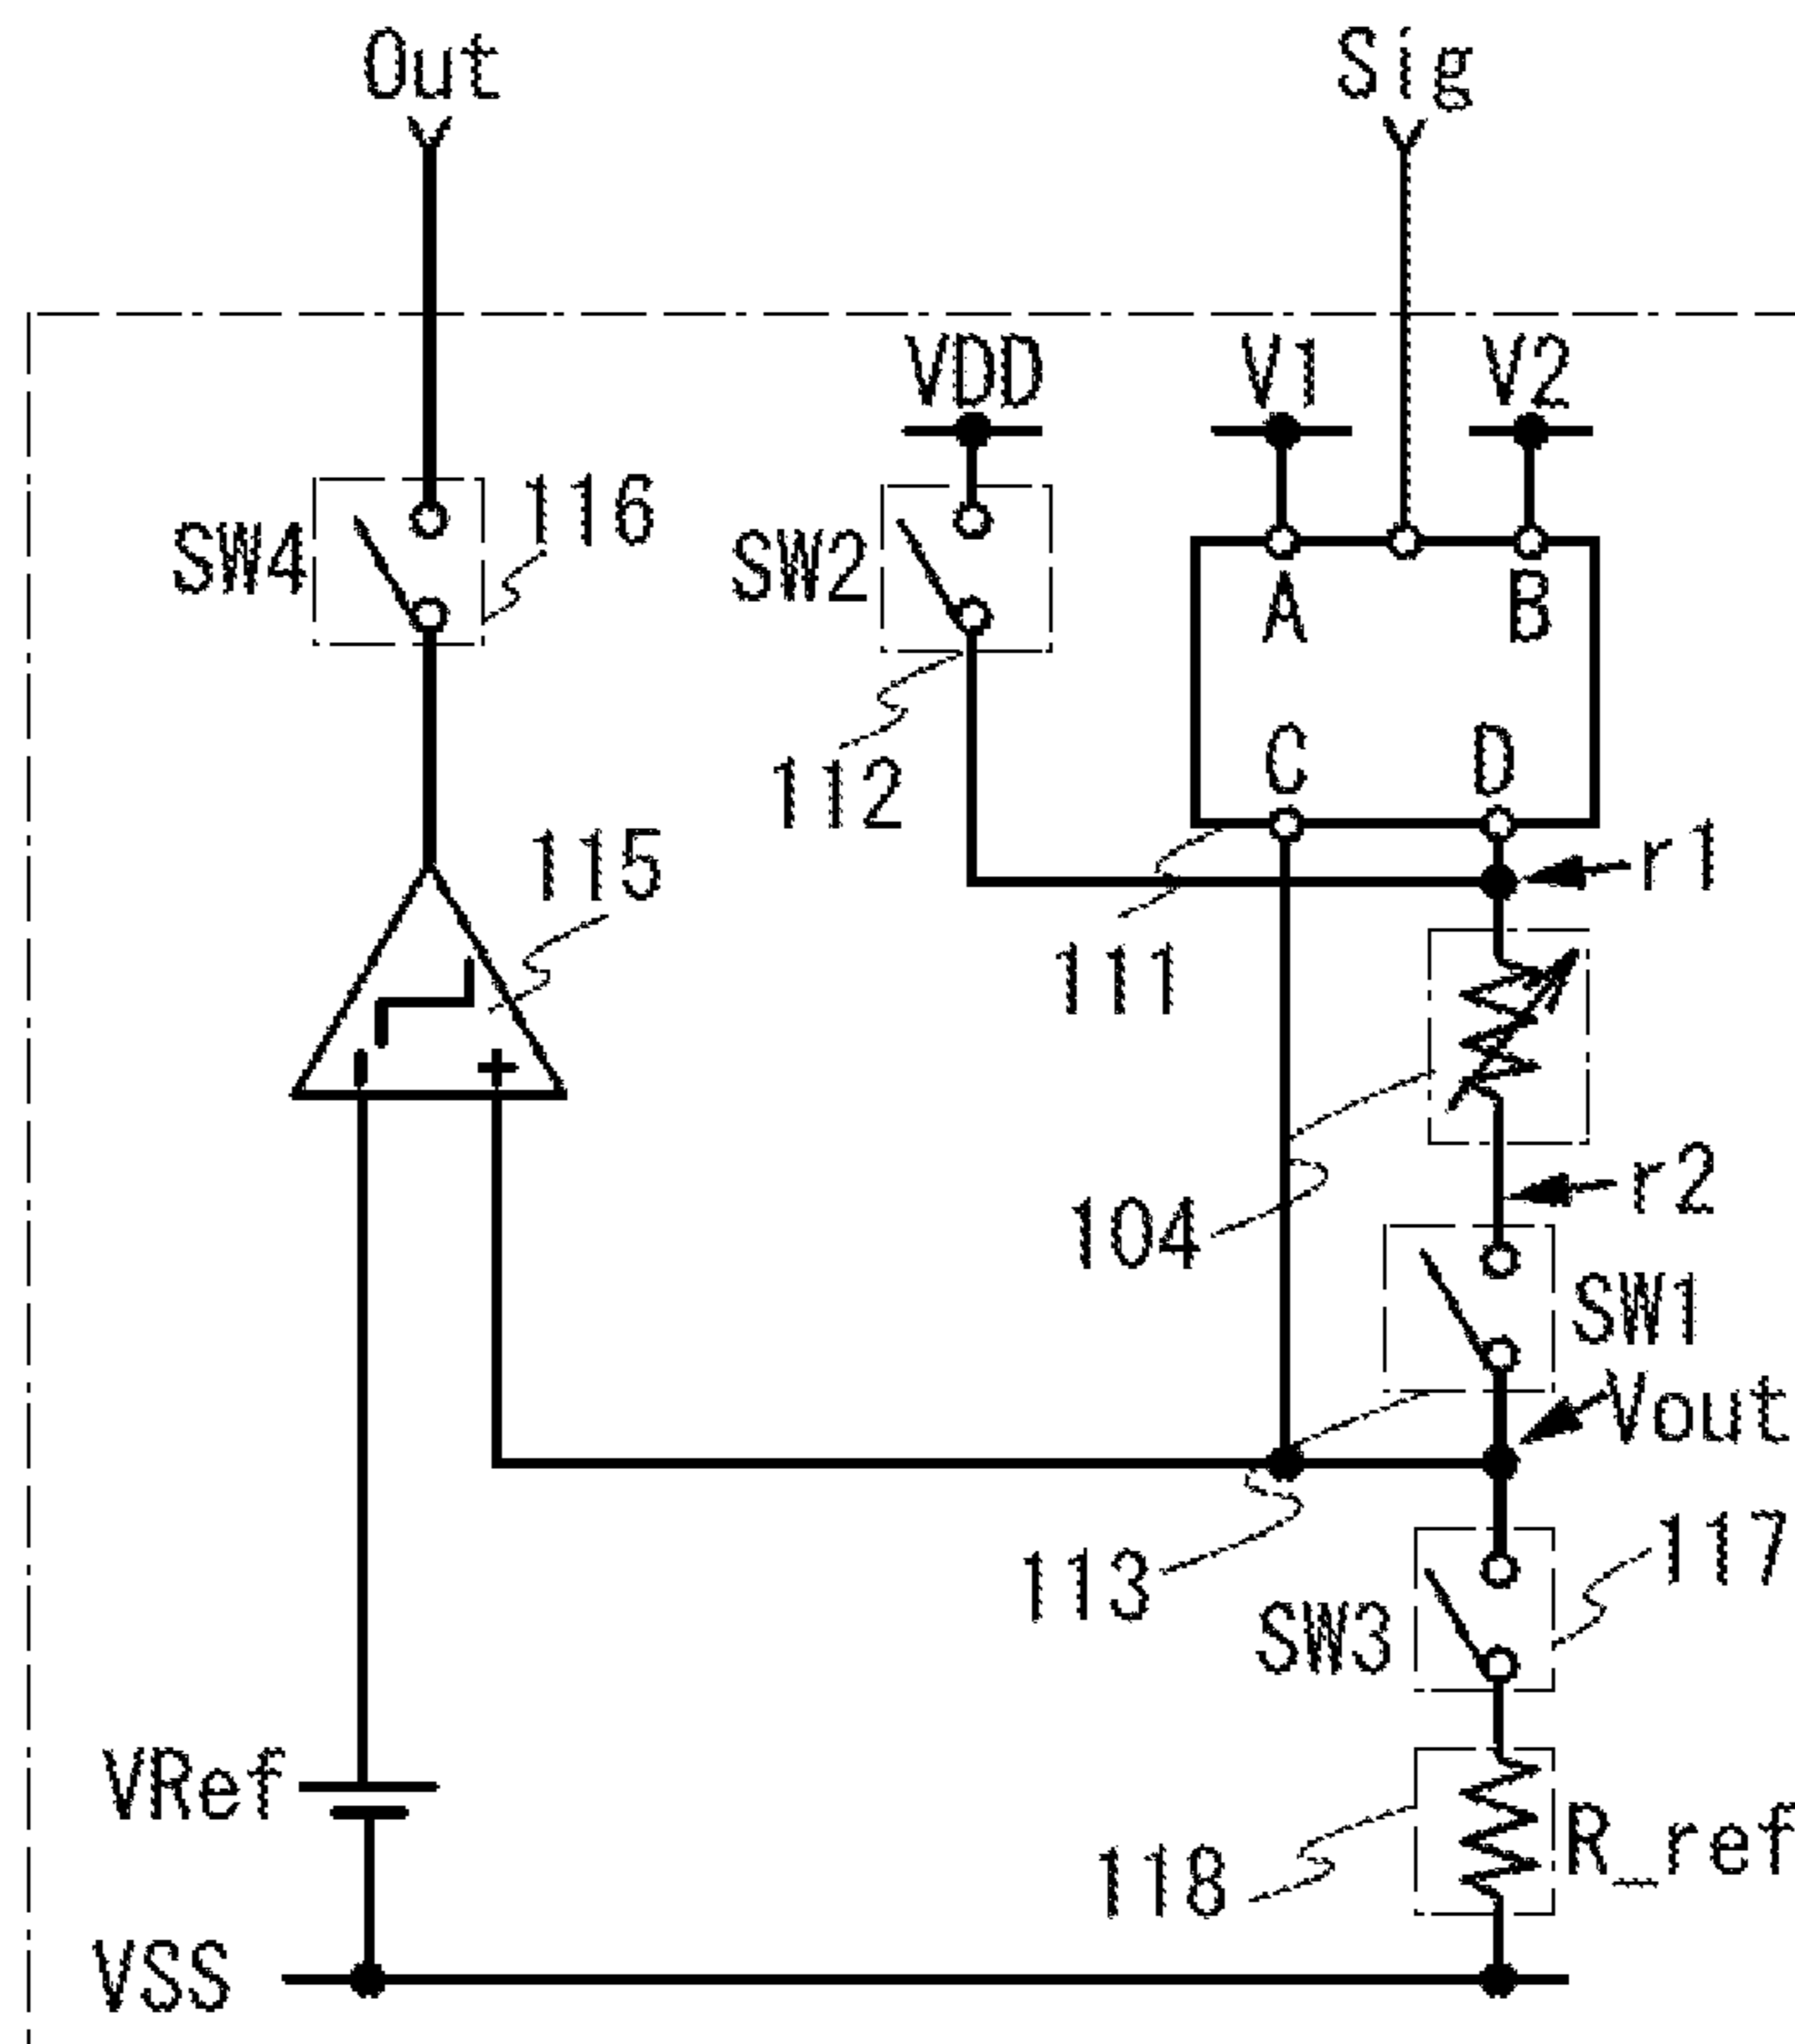 Out
Sig
VDD
V1
V2
SW4
116
SW2
A
B
112
C
D
115
r1
111
-
+
104
r2
SW1
Vout
113
117
SW3
VRef
118
R_ref
VSS